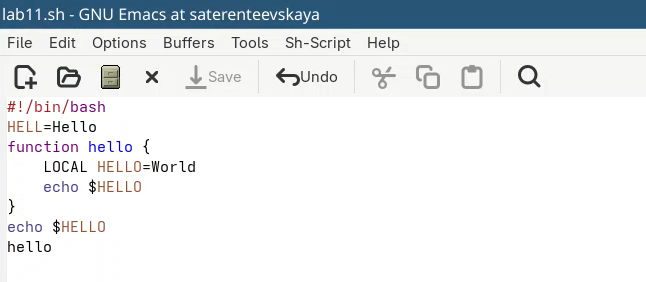 lab11.sh - GNU Emacs at saterenteevskaya
File Edit Options Buffers Tools Sh-Script Help
Save Undo
#!/bin/bash
HELL=Hello
function hello {
    LOCAL HELLO=World
    echo $HELLO
}
echo $HELLO
hello